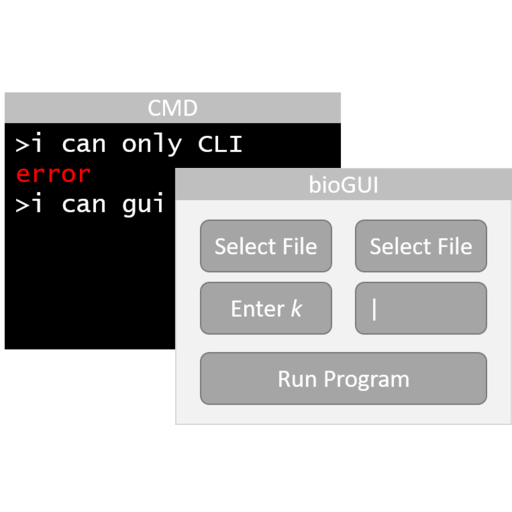 CMD
>i can only CLI
error
>i can gui
bioGUI
Select File Select File
Enter k |
Run Program